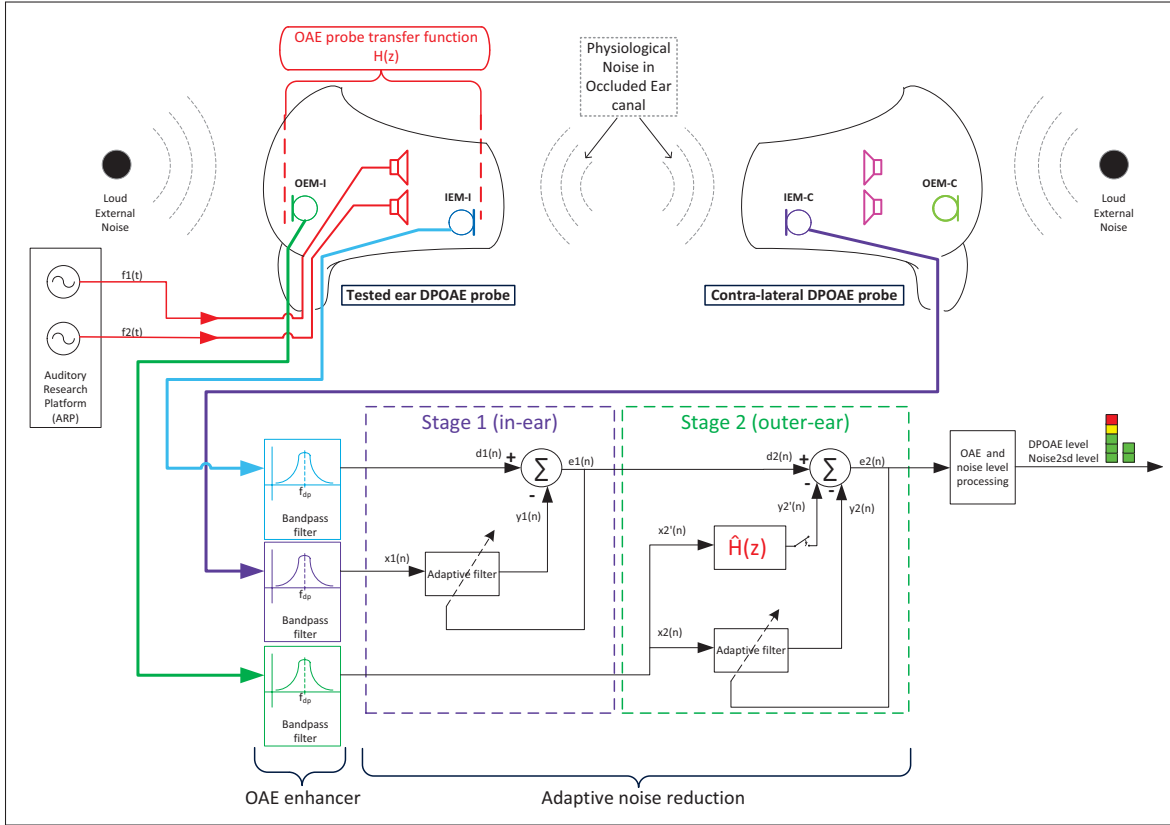 OAE probe transfer function
H(z)
Physiological
Noise in
Occluded Ear
canal
Loud
External
Noise
OEM-I
IEM-I
IEM-C
OEM-C
Loud
External
Noise
f1(t)
f2(t)
Auditory
Research
Platform
(ARP)
Tested ear DPOAE probe
Contra-lateral DPOAE probe
Stage 1 (in-ear)
Stage 2 (outer-ear)
fdp
Bandpass
filter
d1(n)
+
∑
-
e1(n)
y1(n)
d2(n)
+
∑
-
-
e2(n)
y2'(n)
y2(n)
OAE and
noise level
processing
DPOAE level
Noise2sd level
fdp
Bandpass
filter
x1(n)
Adaptive filter
x2'(n)
Ĥ(z)
x2(n)
Adaptive filter
fdp
Bandpass
filter
OAE enhancer
Adaptive noise reduction